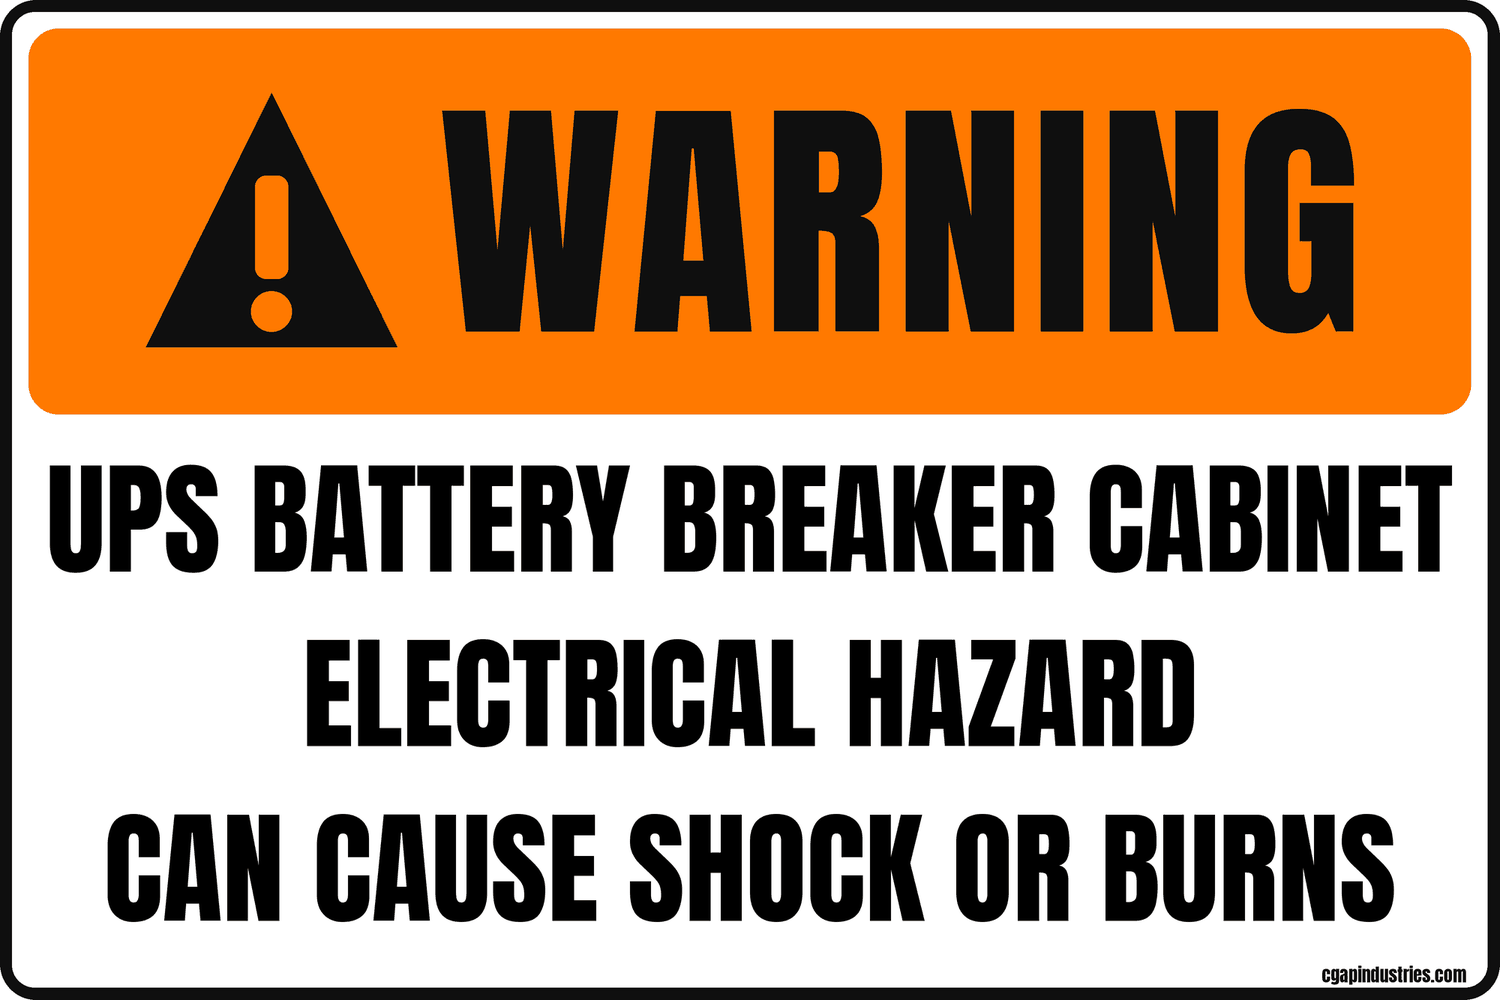 WARNING
UPS BATTERY BREAKER CABINET
ELECTRICAL HAZARD
CAN CAUSE SHOCK OR BURNS
cgapindustries.com